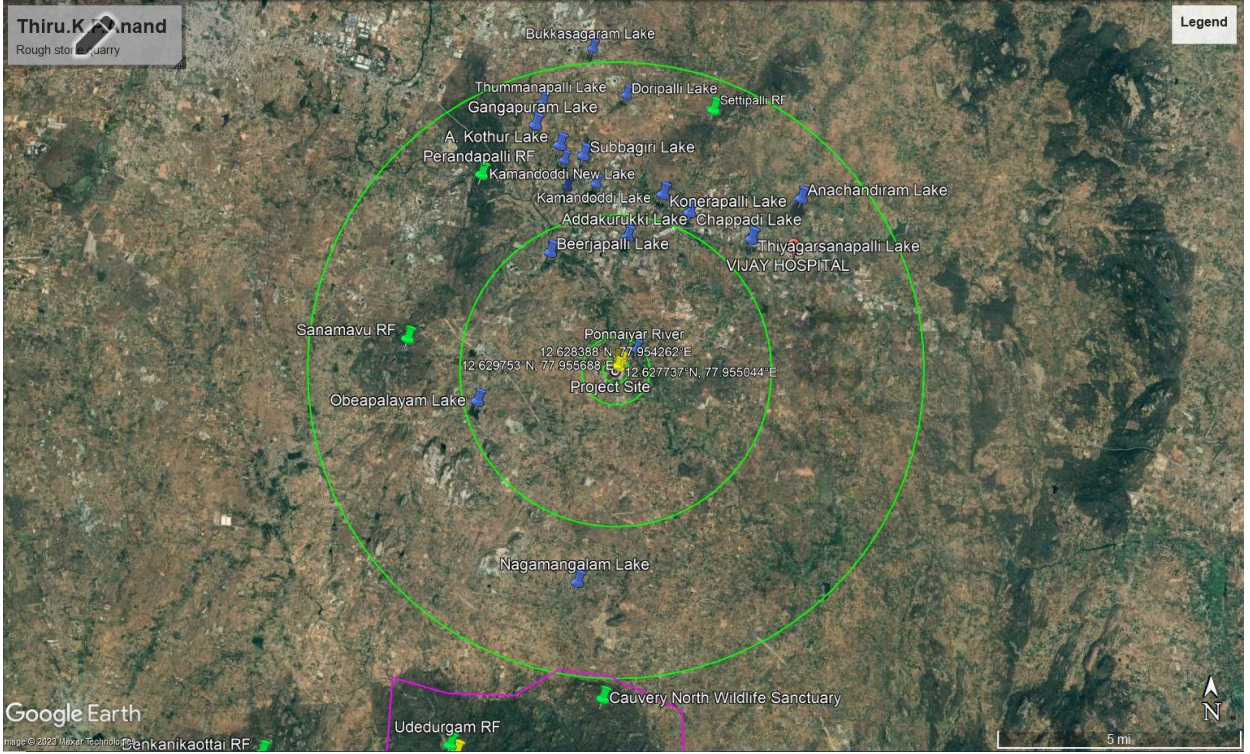 Thiru.K.R.Anand
Rough stone quarry
Legend
Bukkasagaram Lake
Thummanapalli Lake
Doripalli Lake
Settipalli RF
Gangapuram Lake
A. Kothur Lake
Subbagiri Lake
Perandapalli RF
Kamandoddi New Lake
Kamandoddi Lake
Konerapalli Lake
Anachandiram Lake
Addakurukki Lake
Chappadi Lake
Beerjapalli Lake
Thiyagarsanapalli Lake
VIJAY HOSPITAL
Sanamavu RF
Ponnaiyar River
12.628388°N, 77.954262°E
12.629753°N, 77.955688°E
12.627737°N, 77.955044°E
Project Site
Obeapalayam Lake
Nagamangalam Lake
Cauvery North Wildlife Sanctuary
Udedurgam RF
Denkanikaottai RF
Google Earth
Image © 2023 Maxar Technologies
N
5 mi